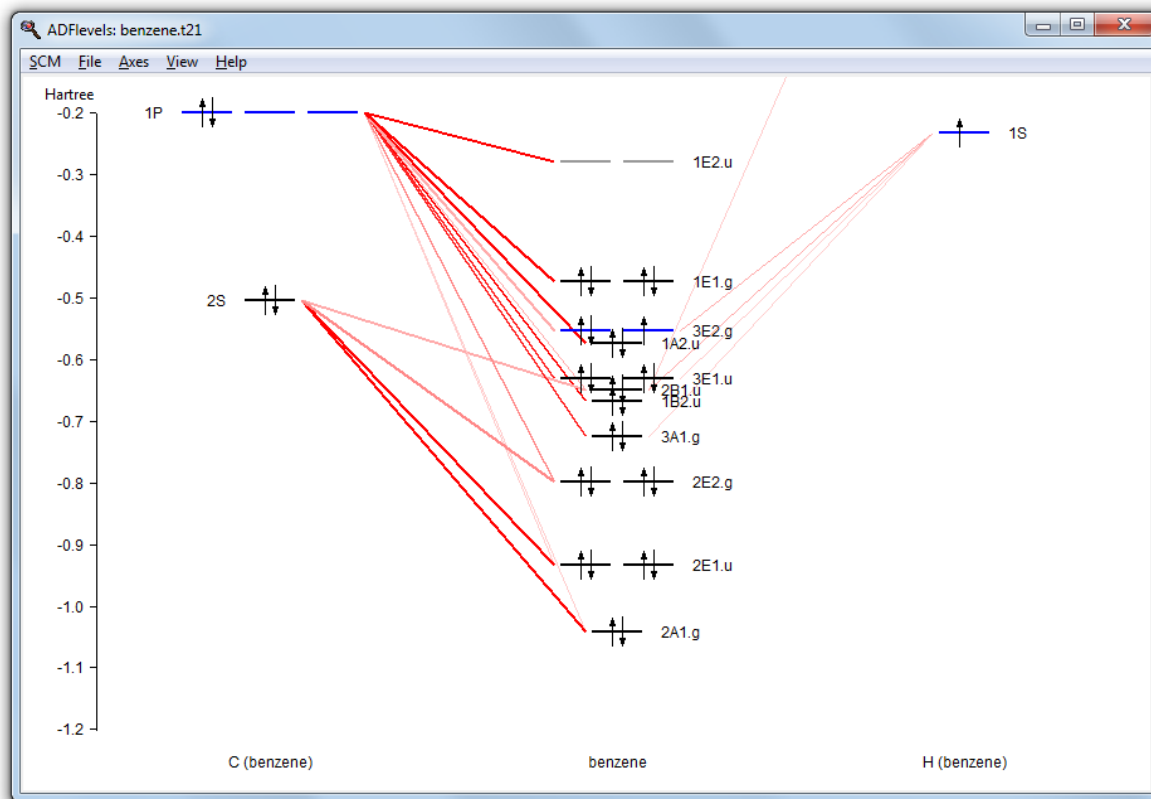 ADFlevels: benzene.t21
SCM File Axes View Help
Hartree
-0.2
-0.3
-0.4
-0.5
-0.6
-0.7
-0.8
-0.9
-1.0
-1.1
-1.2
1P
2S
1E2.u
1E1.g
3E2.g
1A2.u
3E1.u
2B1.u
1B2.u
3A1.g
2E2.g
2E1.u
2A1.g
1S
C (benzene)
benzene
H (benzene)